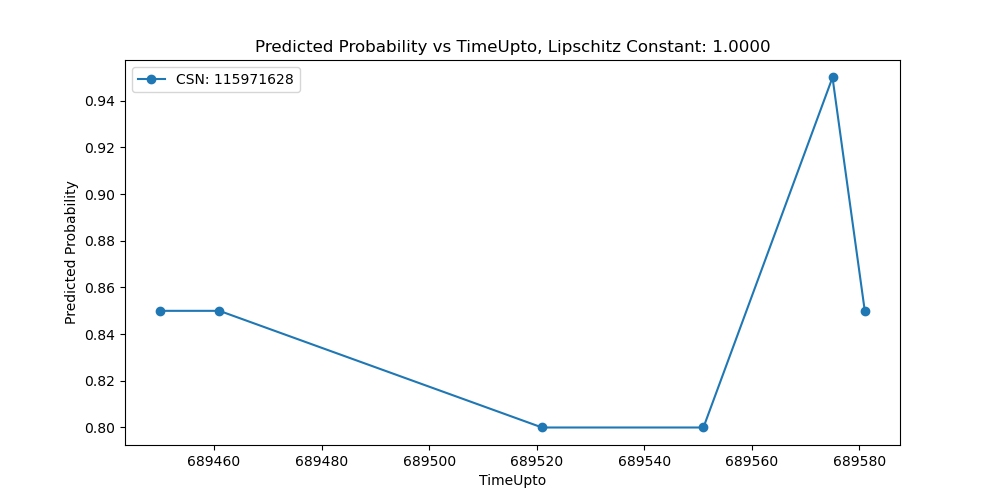 Predicted Probability vs TimeUpto, Lipschitz Constant: 1.0000
CSN: 115971628
Predicted Probability
0.94
0.92
0.90
0.88
0.86
0.84
0.82
0.80
689460 689480 689500 689520 689540 689560 689580
TimeUpto